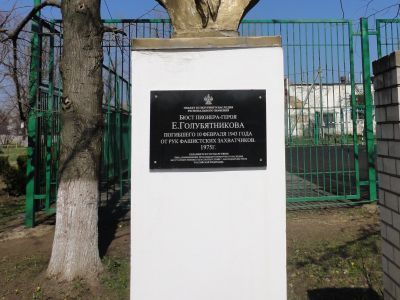 ОБЪЕКТ КУЛЬТУРНОГО НАСЛЕДИЯ
РЕГИОНАЛЬНОГО ЗНАЧЕНИЯ
БЮСТ ПИОНЕРА-ГЕРОЯ
Е.ГОЛУБЯТНИКОВА
ПОГИБШЕГО 10 ФЕВРАЛЯ 1943 ГОДА
ОТ РУК ФАШИСТСКИХ ЗАХВАТЧИКОВ.
1975Г.